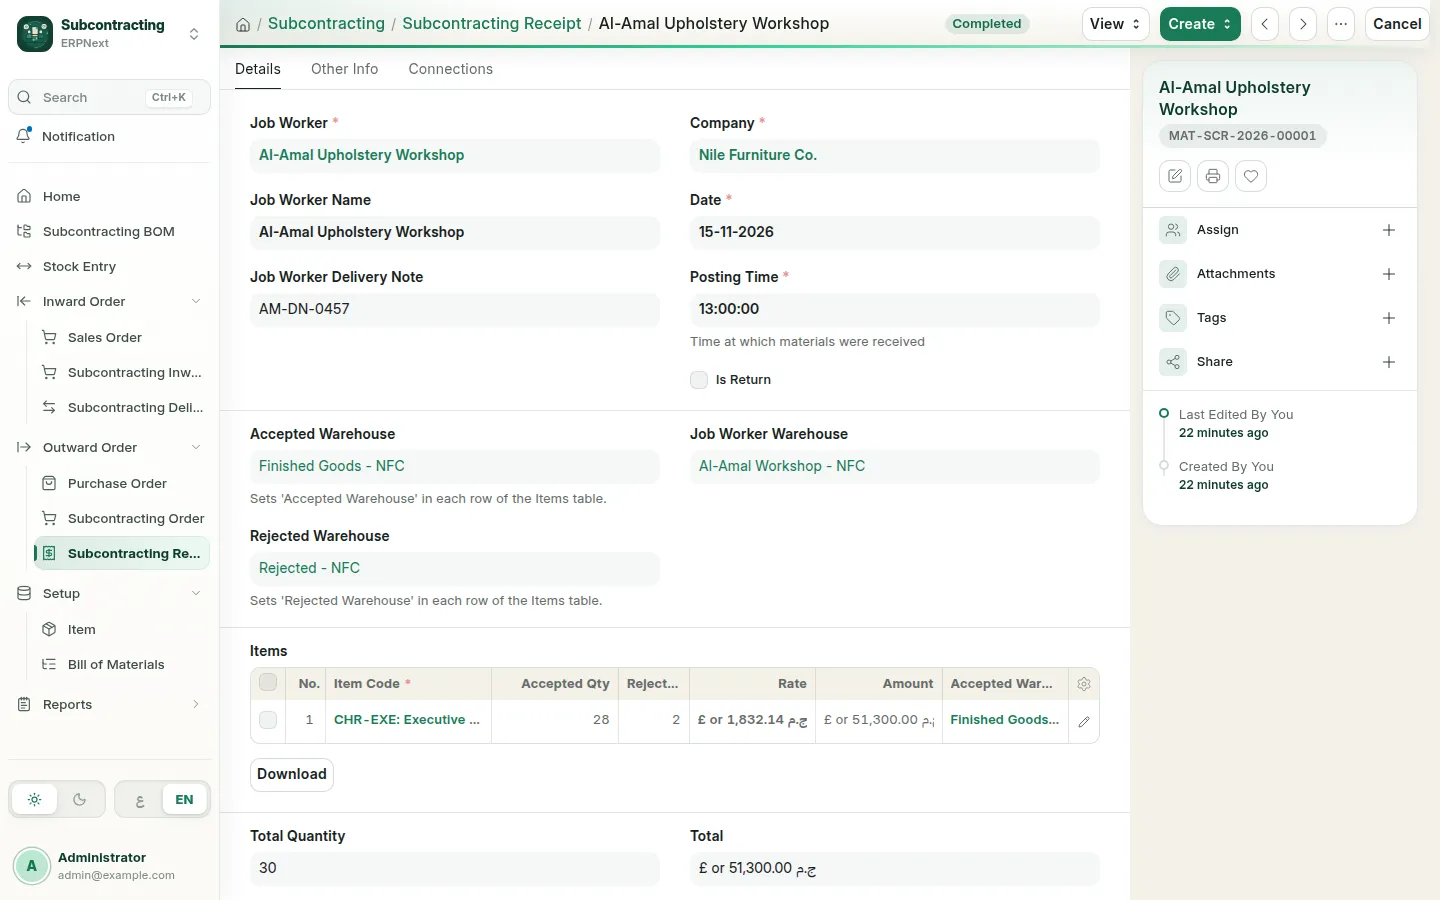 Subcontracting
ERPNext
Search Ctrl+K
Notification
Home
Subcontracting BOM
Stock Entry
Inward Order
Sales Order
Subcontracting Inw...
Subcontracting Deli...
Outward Order
Purchase Order
Subcontracting Order
Subcontracting Re...
Setup
Item
Bill of Materials
Reports
ع EN
A
Administrator
admin@example.com
/ Subcontracting / Subcontracting Receipt / Al-Amal Upholstery Workshop
Completed
View
Create
Cancel
Details Other Info Connections
Job Worker *
Al-Amal Upholstery Workshop
Company *
Nile Furniture Co.
Job Worker Name
Al-Amal Upholstery Workshop
Date *
15-11-2026
Job Worker Delivery Note
AM-DN-0457
Posting Time *
13:00:00
Time at which materials were received
Is Return
Accepted Warehouse
Finished Goods - NFC
Sets 'Accepted Warehouse' in each row of the Items table.
Job Worker Warehouse
Al-Amal Workshop - NFC
Rejected Warehouse
Rejected - NFC
Sets 'Rejected Warehouse' in each row of the Items table.
Items
No. Item Code * Accepted Qty Reject... Rate Amount Accepted War...
1 CHR-EXE: Executive ... 28 2 £ or 1,832.14 ج.م £ or 51,300.00 ج.م Finished Goods...
Download
Total Quantity
30
Total
£ or 51,300.00 ج.م
Al-Amal Upholstery
Workshop
MAT-SCR-2026-00001
Assign
Attachments
Tags
Share
Last Edited By You
22 minutes ago
Created By You
22 minutes ago